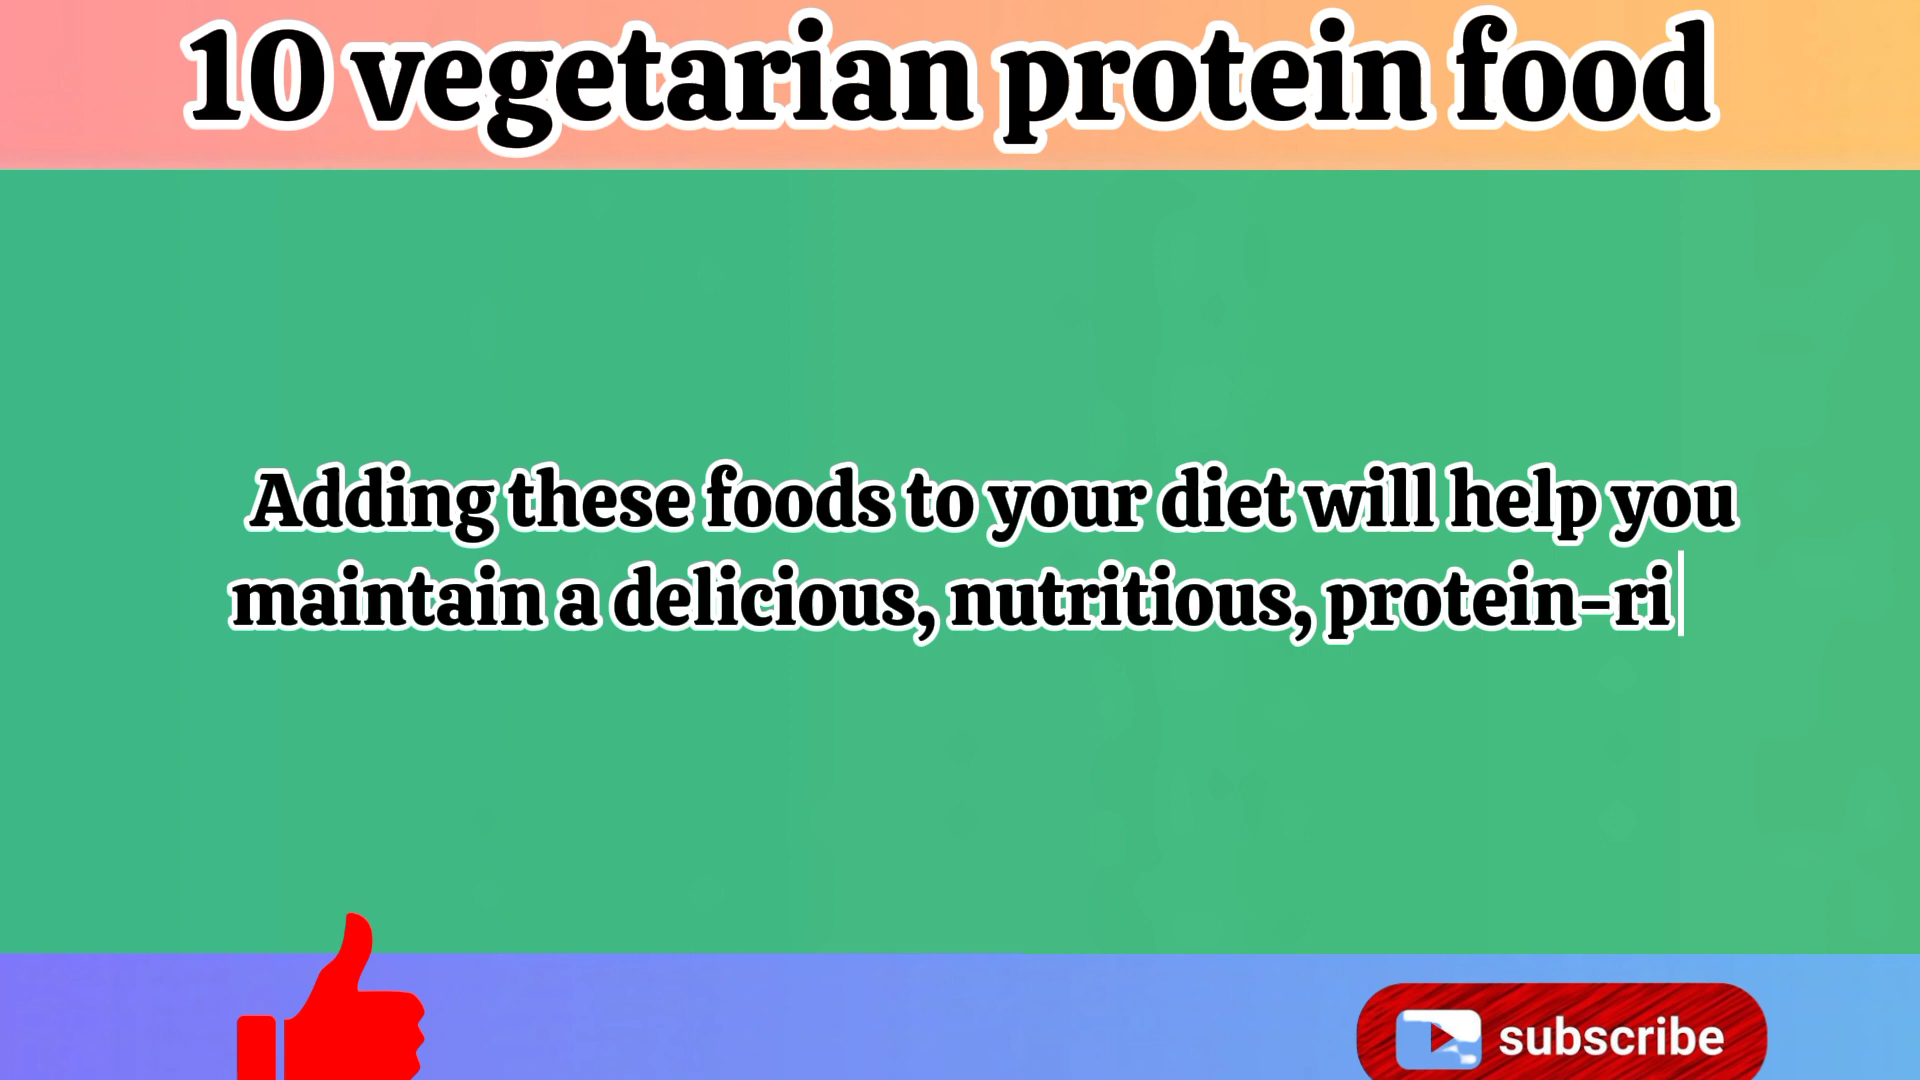 10 vegetarian protein food
Adding these foods to your diet will help you
maintain a delicious, nutritious, protein-ri
subscribe